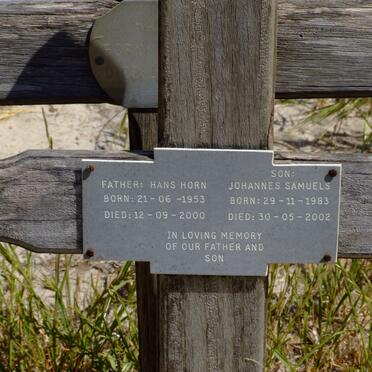 FATHER: HANS HORN
BORN: 21-06-1953
DIED: 12-09-2000
SON:
JOHANNES SAMUELS
BORN: 29-11-1983
DIED: 30-05-2002
IN LOVING MEMORY
OF OUR FATHER AND
SON